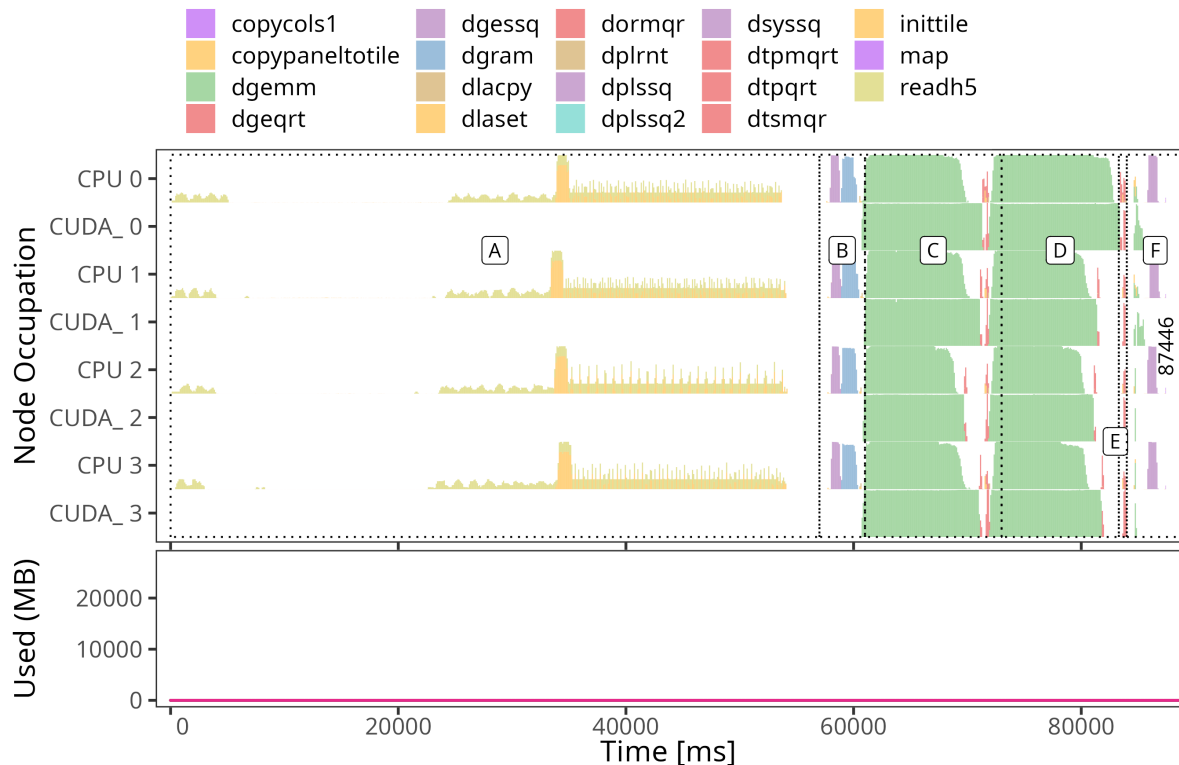 copycols1 dgessq dormqr dsyssq inittile
copypaneltotile dgram dplrnt dtpmqrt map
dgemm dlacpy dplssq dtpqrt readh5
dgeqrt dlaset dplssq2 dtsmqr
Node Occupation
CPU 0
CUDA_ 0
CPU 1
CUDA_ 1
CPU 2
CUDA_ 2
CPU 3
CUDA_ 3
A B C D F
E
87446
Used (MB)
20000
10000
0
0 20000 40000 60000 80000
Time [ms]